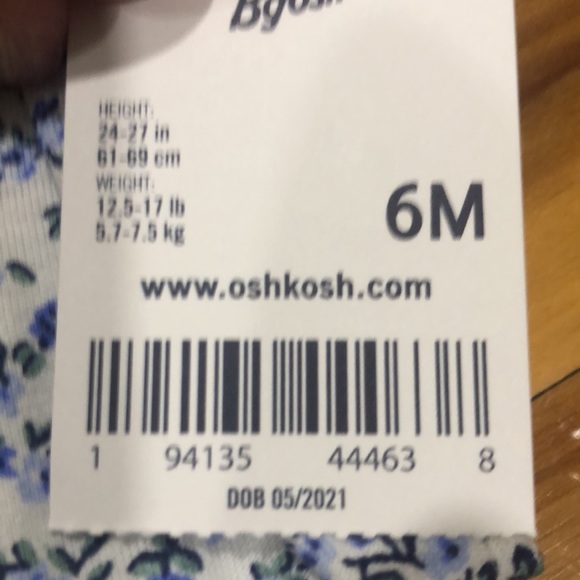 HEIGHT:
24-27 in
61-69 cm
WEIGHT:
12.5-17 lb
5.7-7.5 kg
6M
www.oshkosh.com
1 94135 44463 8
DOB 05/2021